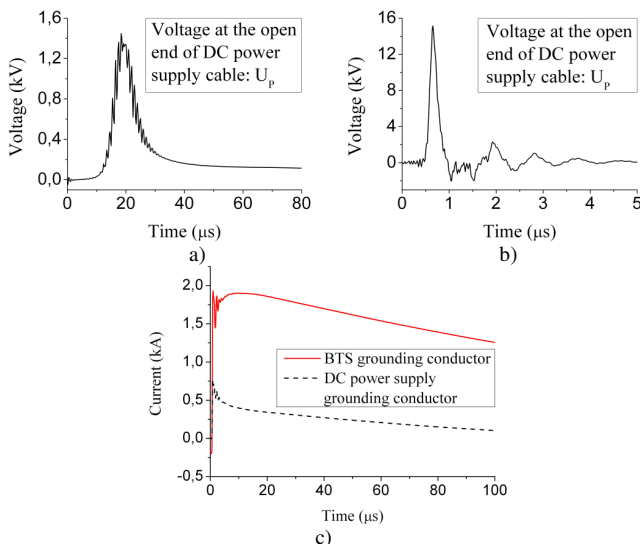 Voltage at the open
end of DC power
supply cable: U_P
Voltage (kV)
1,6
1,2
0,8
0,4
0,0
0
20
40
60
80
Time (μs)
a)
Voltage at the open
end of DC power
supply cable: U_P
Voltage (kV)
16
12
8
4
0
0
1
2
3
4
5
Time (μs)
b)
Current (kA)
2,0
1,5
1,0
0,5
0,0
-0,5
BTS grounding conductor
DC power supply
grounding conductor
0
20
40
60
80
100
Time (μs)
c)